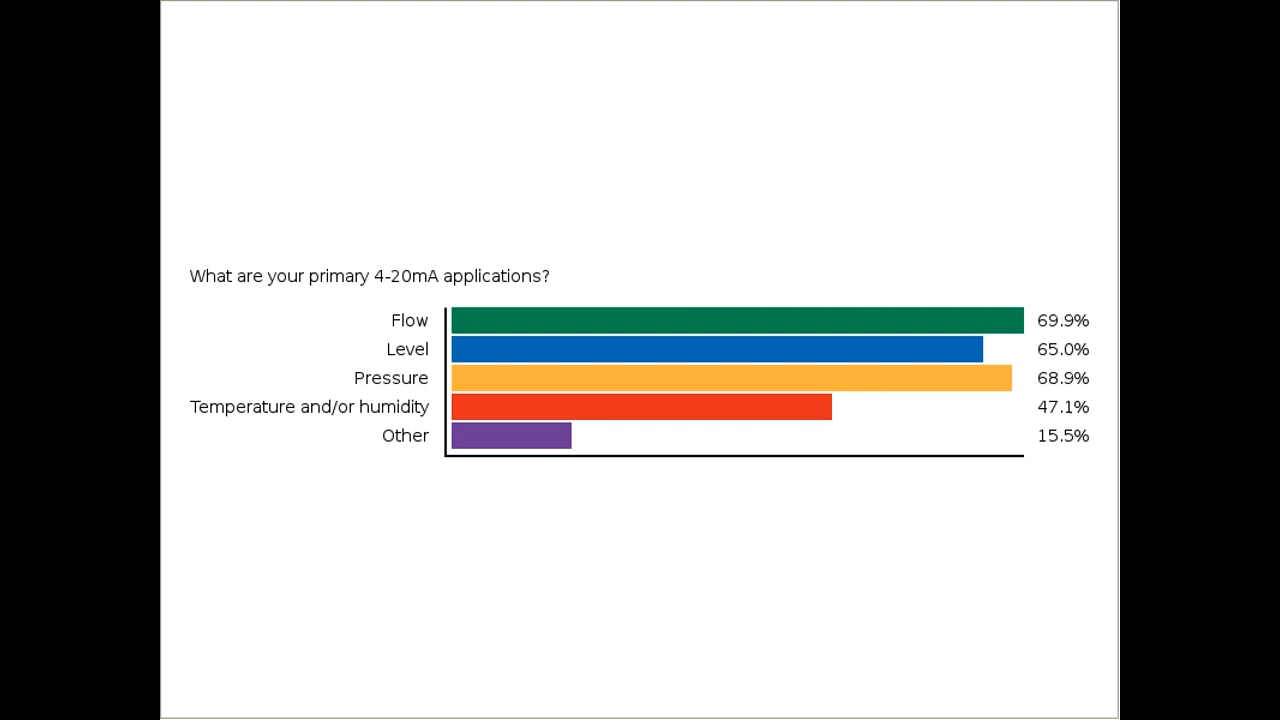 What are your primary 4-20mA applications?
Flow 69.9%
Level 65.0%
Pressure 68.9%
Temperature and/or humidity 47.1%
Other 15.5%